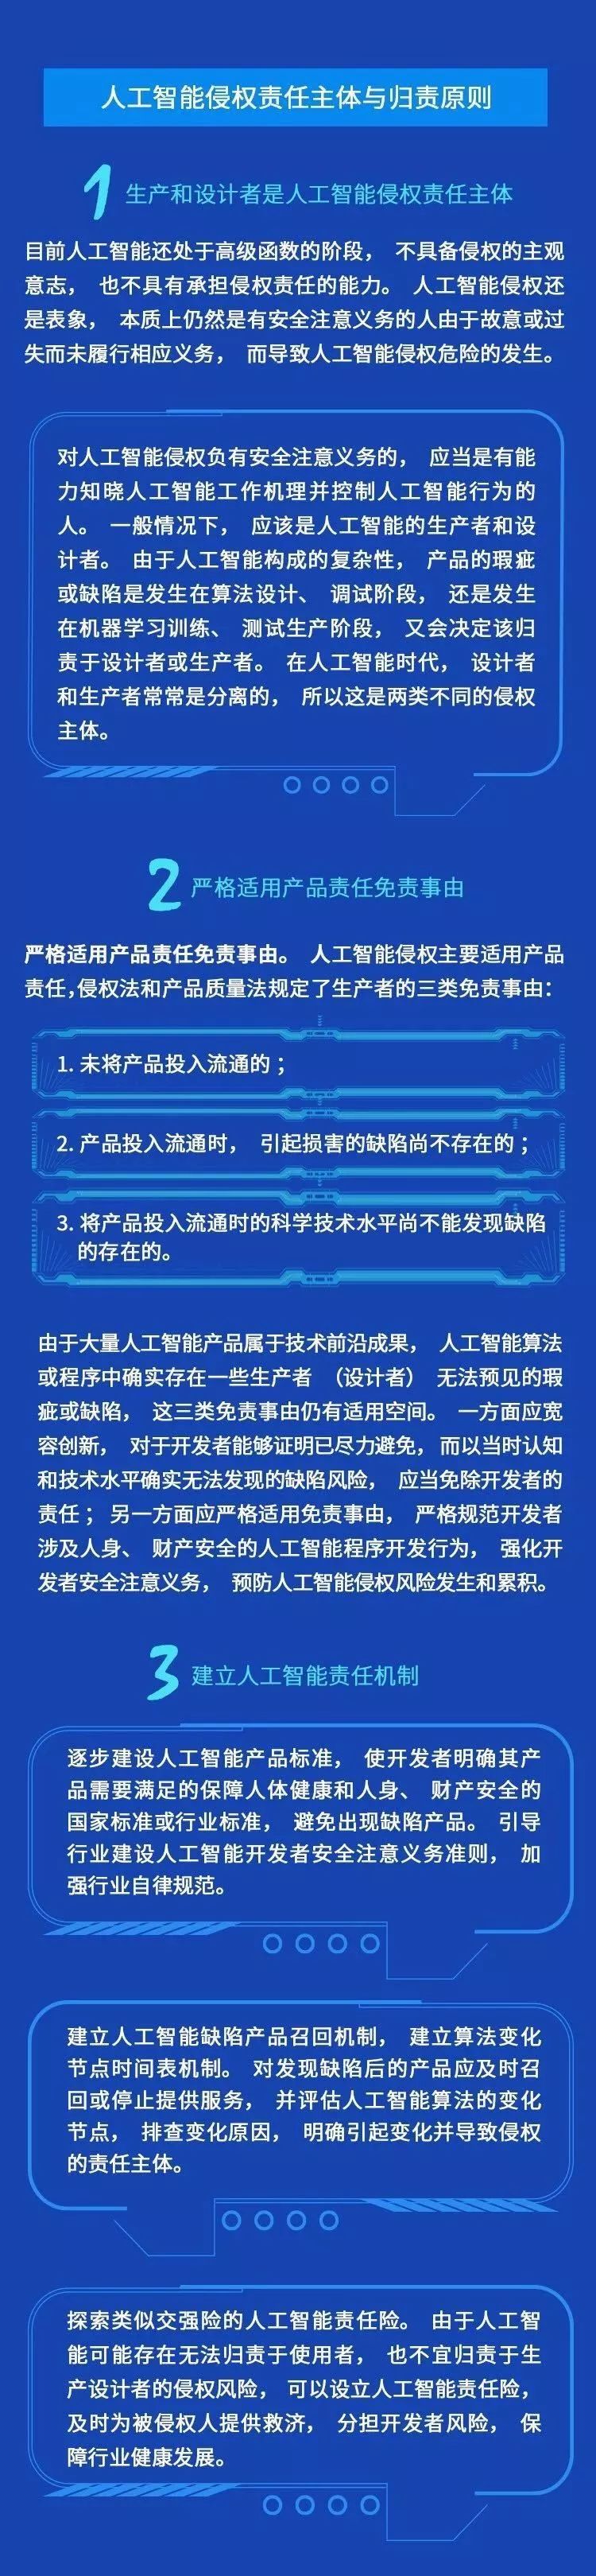 人工智能侵权责任主体与归责原则
1 生产和设计者是人工智能侵权责任主体
目前人工智能还处于高级函数的阶段， 不具备侵权的主观
意志， 也不具有承担侵权责任的能力。 人工智能侵权还
是表象， 本质上仍然是有安全注意义务的人由于故意或过
失而未履行相应义务， 而导致人工智能侵权危险的发生。
对人工智能侵权负有安全注意义务的， 应当是有能
力知晓人工智能工作机理并控制人工智能行为的
人。 一般情况下， 应该是人工智能的生产者和设
计者。 由于人工智能构成的复杂性， 产品的瑕疵
或缺陷是发生在算法设计、 调试阶段， 还是发生
在机器学习训练、 测试生产阶段， 又会决定该归
责于设计者或生产者。 在人工智能时代， 设计者
和生产者常常是分离的， 所以这是两类不同的侵权
主体。
2 严格适用产品责任免责事由
严格适用产品责任免责事由。 人工智能侵权主要适用产品
责任，侵权法和产品质量法规定了生产者的三类免责事由：
1. 未将产品投入流通的；
2. 产品投入流通时， 引起损害的缺陷尚不存在的；
3. 将产品投入流通时的科学技术水平尚不能发现缺陷
的存在的。
由于大量人工智能产品属于技术前沿成果， 人工智能算法
或程序中确实存在一些生产者 （设计者） 无法预见的瑕
疵或缺陷， 这三类免责事由仍有适用空间。 一方面应宽
容创新， 对于开发者能够证明已尽力避免，而以当时认知
和技术水平确实无法发现的缺陷风险， 应当免除开发者的
责任； 另一方面应严格适用免责事由， 严格规范开发者
涉及人身、 财产安全的人工智能程序开发行为， 强化开
发者安全注意义务， 预防人工智能侵权风险发生和累积。
3 建立人工智能责任机制
逐步建设人工智能产品标准， 使开发者明确其产
品需要满足的保障人体健康和人身、 财产安全的
国家标准或行业标准， 避免出现缺陷产品。 引导
行业建设人工智能开发者安全注意义务准则， 加
强行业自律规范。
建立人工智能缺陷产品召回机制， 建立算法变化
节点时间表机制。 对发现缺陷后的产品应及时召
回或停止提供服务， 并评估人工智能算法的变化
节点， 排查变化原因， 明确引起变化并导致侵权
的责任主体。
探索类似交强险的人工智能责任险。 由于人工智
能可能存在无法归责于使用者， 也不宜归责于生
产设计者的侵权风险， 可以设立人工智能责任险，
及时为被侵权人提供救济， 分担开发者风险， 保
障行业健康发展。